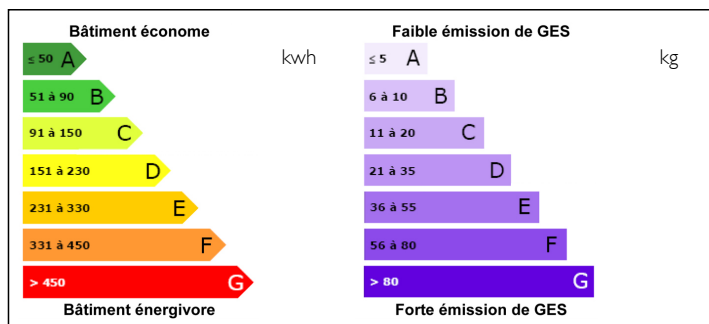 Bâtiment économe
kwh
≤ 50 A
51 à 90 B
91 à 150 C
151 à 230 D
231 à 330 E
331 à 450 F
> 450 G
Bâtiment énergivore
Faible émission de GES
kg
≤ 5 A
6 à 10 B
11 à 20 C
21 à 35 D
36 à 55 E
56 à 80 F
> 80 G
Forte émission de GES